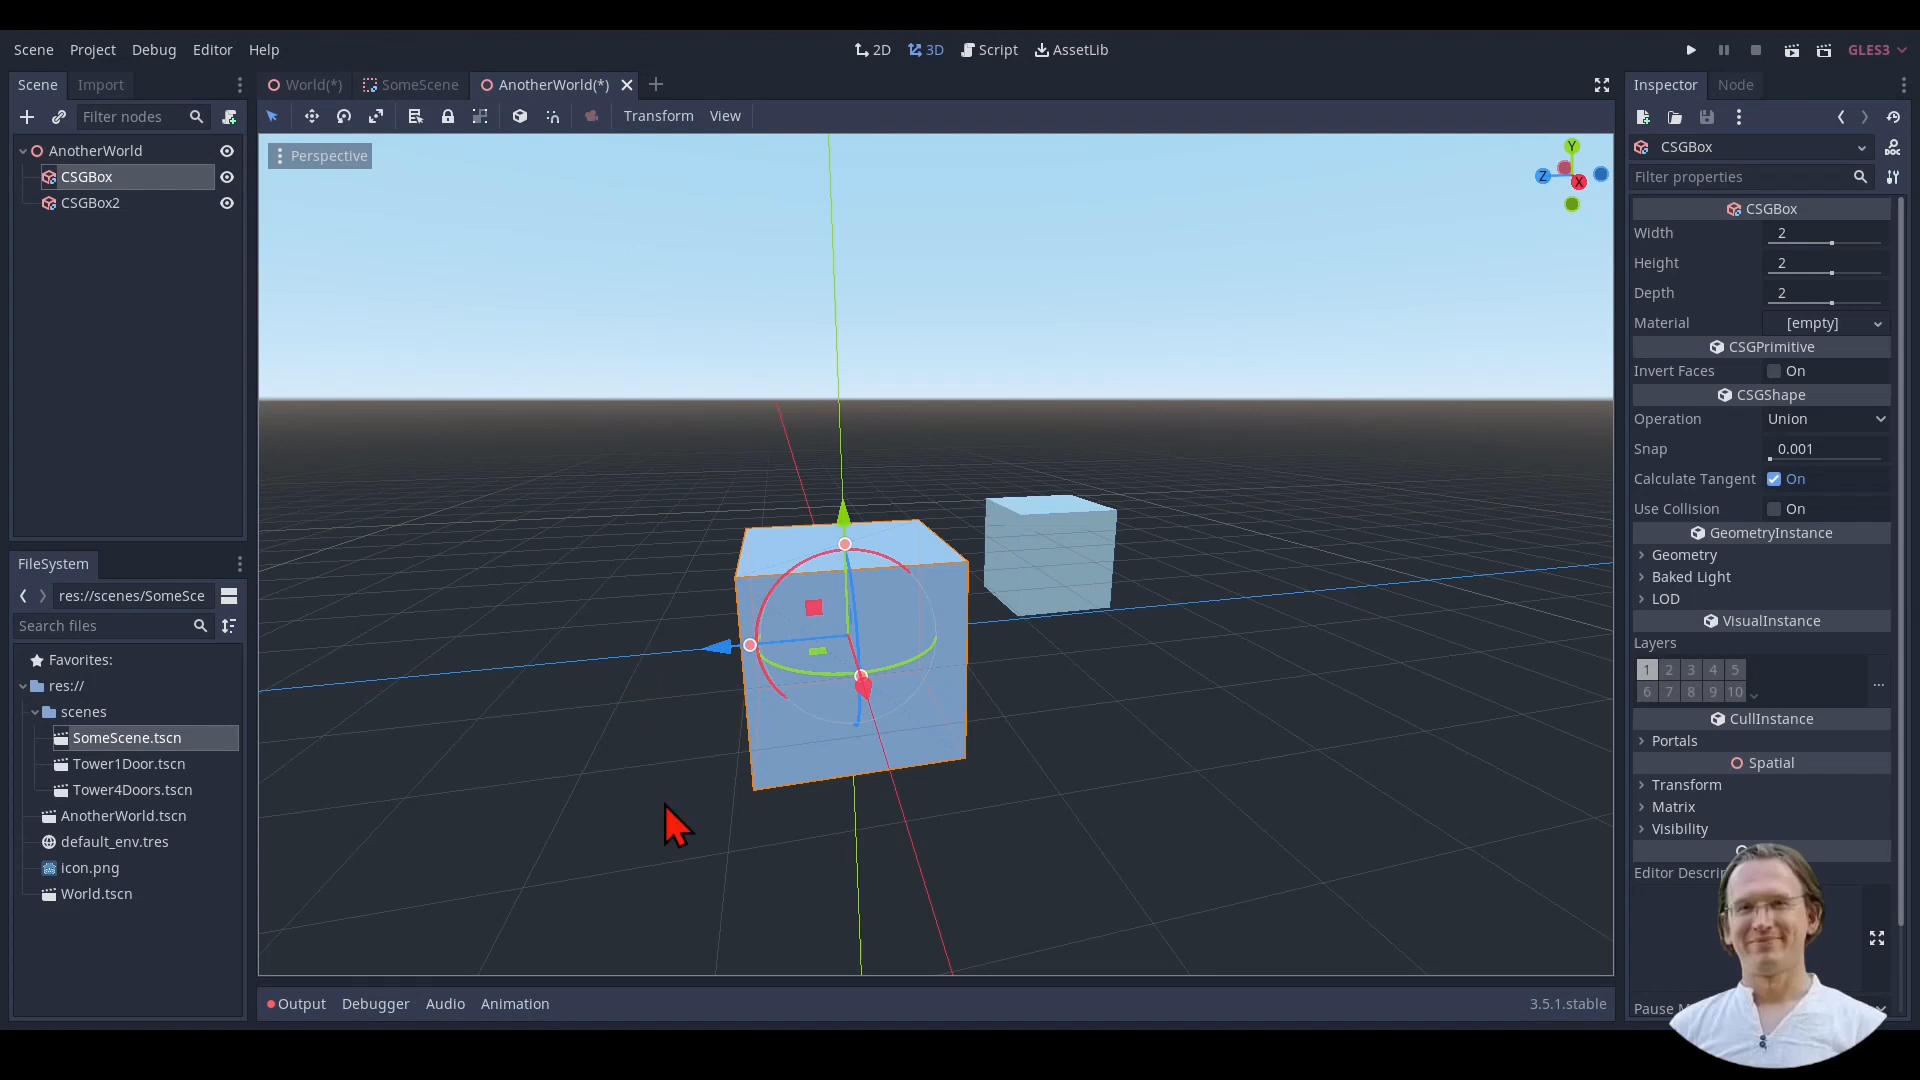 Scene Project Debug Editor Help
2D 3D Script AssetLib
GLES3
Scene Import
World(*) SomeScene AnotherWorld(*)
Inspector Node
Filter nodes
Transform View
AnotherWorld
CSGBox
CSGBox2
Perspective
Y
Z
X
CSGBox
Filter properties
CSGBox
Width 2
Height 2
Depth 2
Material [empty]
CSGPrimitive
Invert Faces On
CSGShape
Operation Union
Snap 0.001
Calculate Tangent On
Use Collision On
GeometryInstance
Geometry
Baked Light
LOD
VisualInstance
Layers
1 2 3 4 5
6 7 8 9 10
...
CullInstance
Portals
Spatial
Transform
Matrix
Visibility
Editor Descri
Pause M
FileSystem
res://scenes/SomeSce
Search files
Favorites:
res://
scenes
SomeScene.tscn
Tower1Door.tscn
Tower4Doors.tscn
AnotherWorld.tscn
default_env.tres
icon.png
World.tscn
Output Debugger Audio Animation
3.5.1.stable